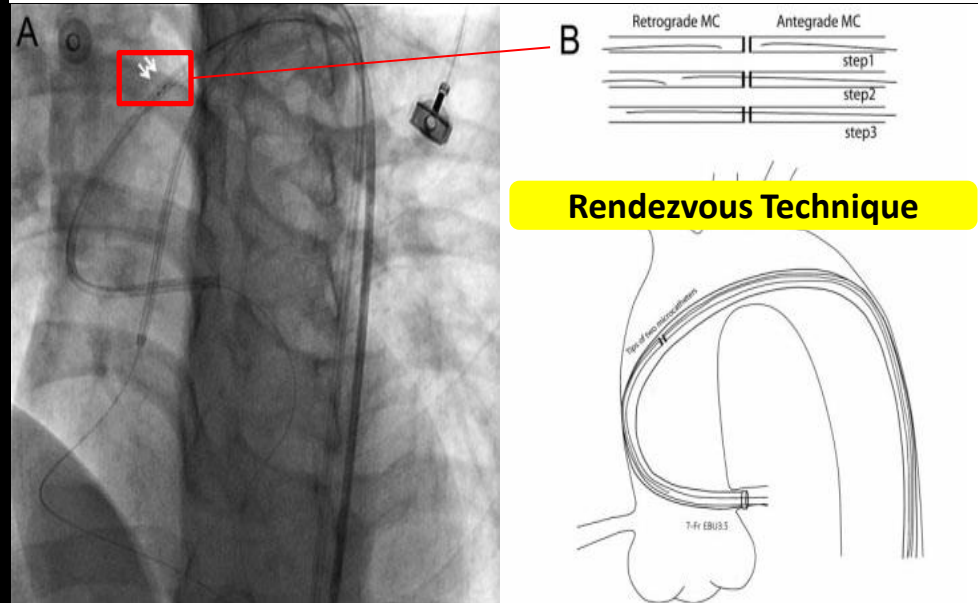 A
B
Retrograde MC
Antegrade MC
step1
step2
step3
Rendezvous Technique
Tips of two microcatheters
7-Fr EBU3.5